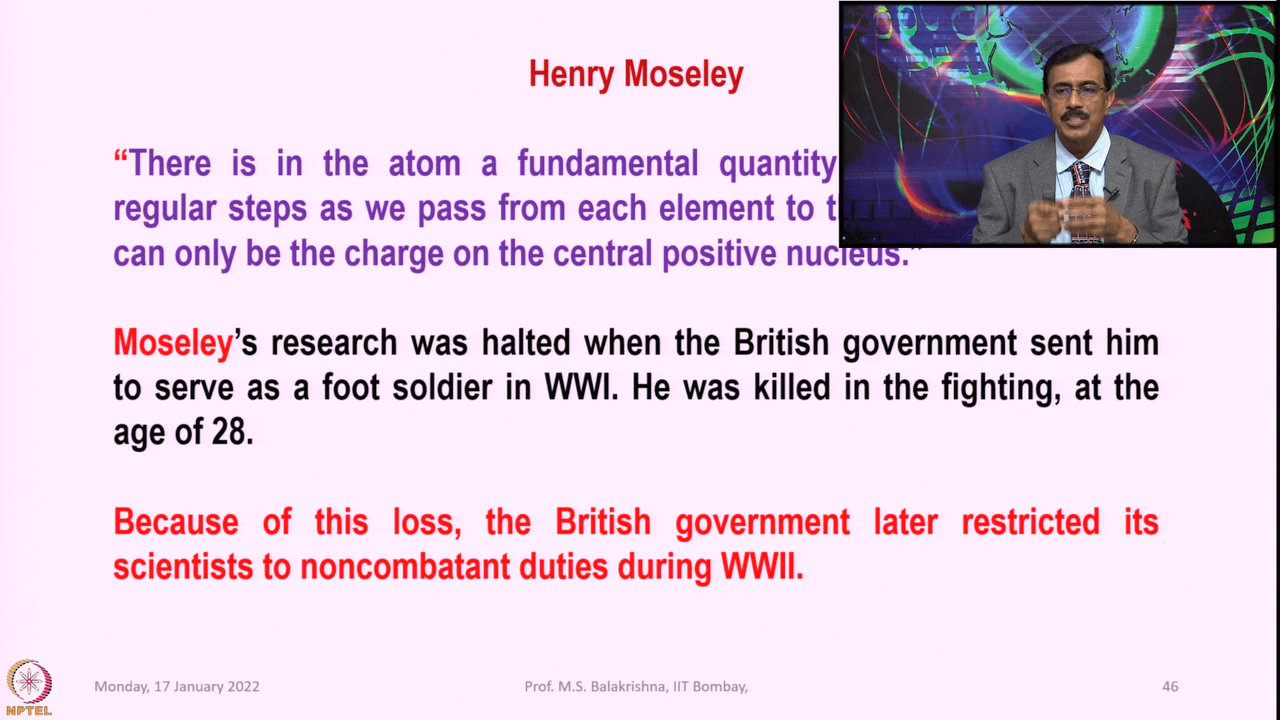 Henry Moseley
“There is in the atom a fundamental quantity
regular steps as we pass from each element to
can only be the charge on the central positive nucleus.”
Moseley’s research was halted when the British government sent him
to serve as a foot soldier in WWI. He was killed in the fighting, at the
age of 28.
Because of this loss, the British government later restricted its
scientists to noncombatant duties during WWII.
NPTEL
Monday, 17 January 2022
Prof. M.S. Balakrishna, IIT Bombay,
46